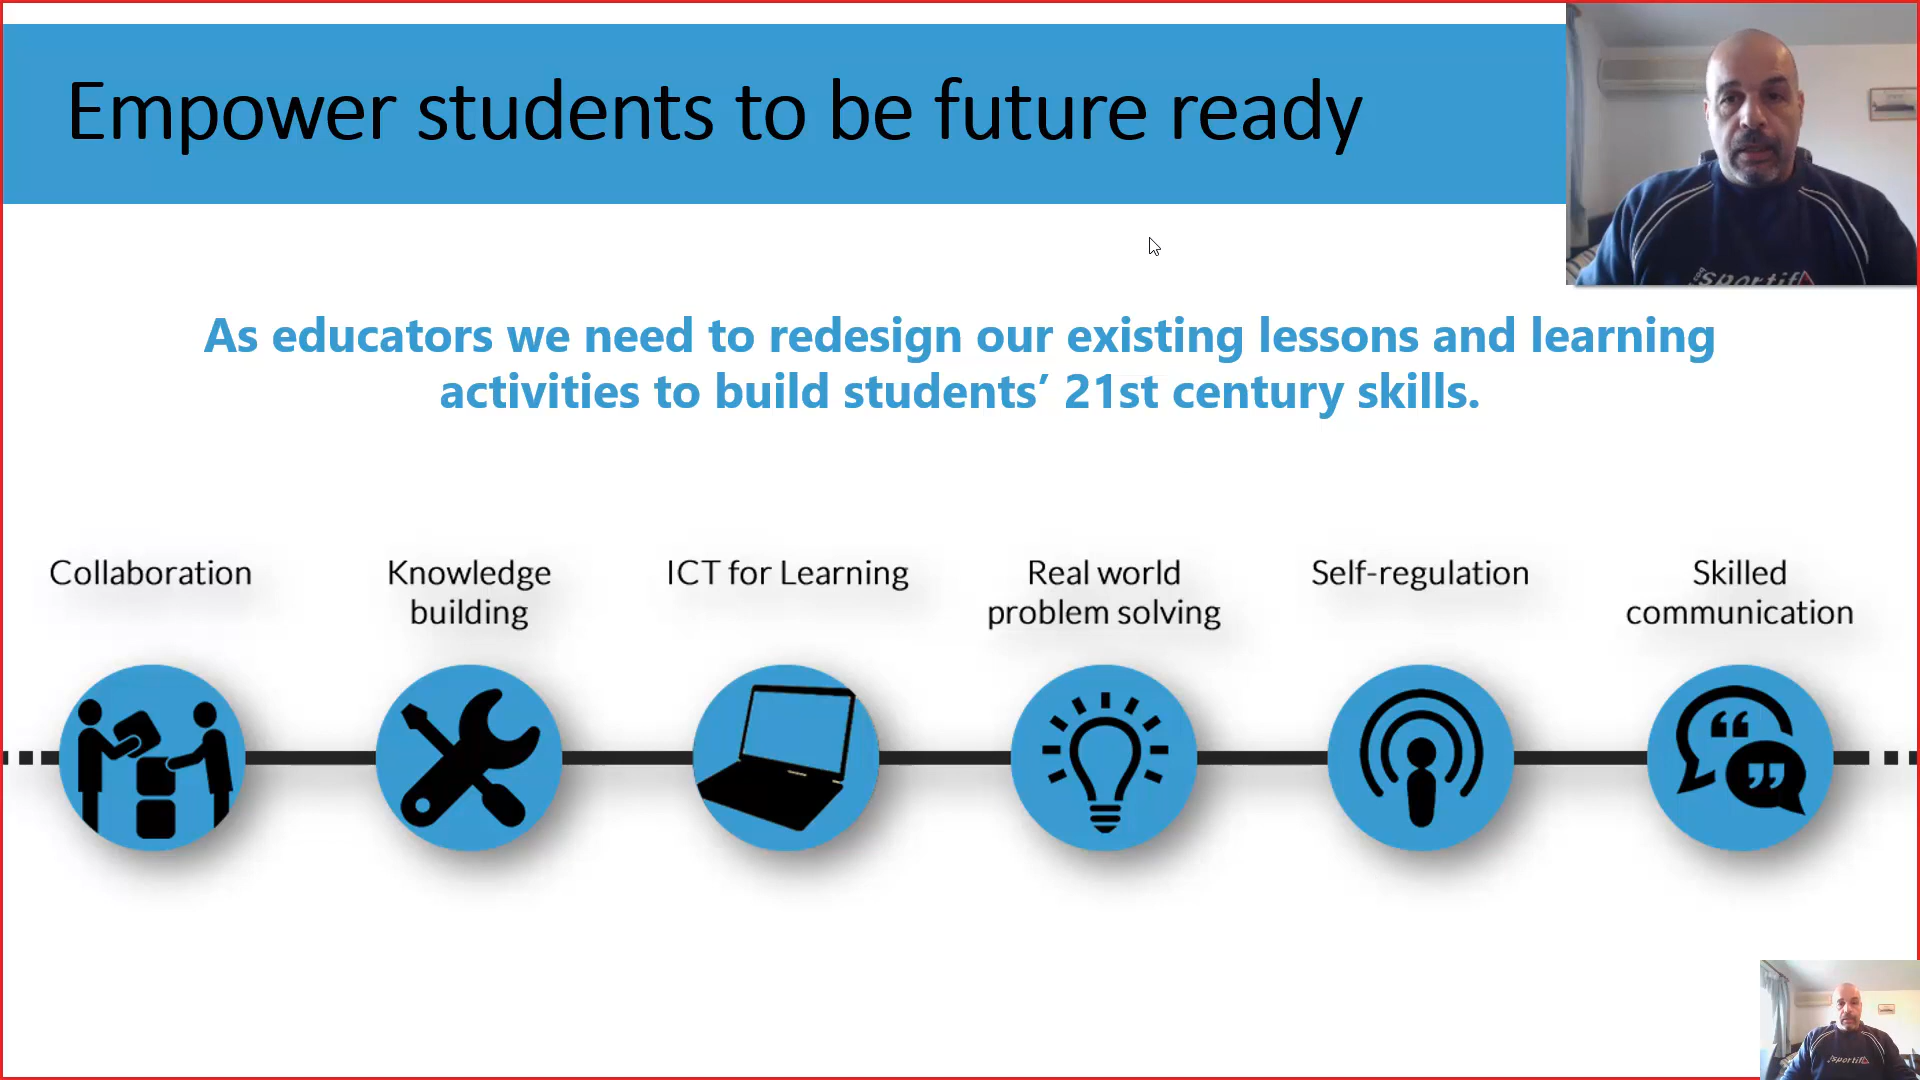 Empower students to be future ready
As educators we need to redesign our existing lessons and learning
activities to build students’ 21st century skills.
Collaboration
Knowledge
building
ICT for Learning
Real world
problem solving
Self-regulation
Skilled
communication
sportif
sportif